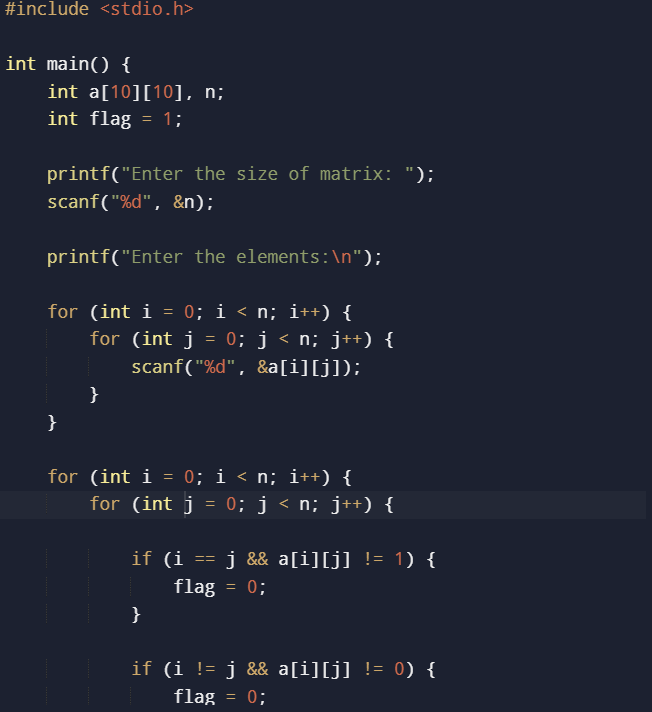 #include <stdio.h>

int main() {
    int a[10][10], n;
    int flag = 1;

    printf("Enter the size of matrix: ");
    scanf("%d", &n);

    printf("Enter the elements:\n");

    for (int i = 0; i < n; i++) {
        for (int j = 0; j < n; j++) {
            scanf("%d", &a[i][j]);
        }
    }

    for (int i = 0; i < n; i++) {
        for (int j = 0; j < n; j++) {

            if (i == j && a[i][j] != 1) {
                flag = 0;
            }

            if (i != j && a[i][j] != 0) {
                flag = 0;